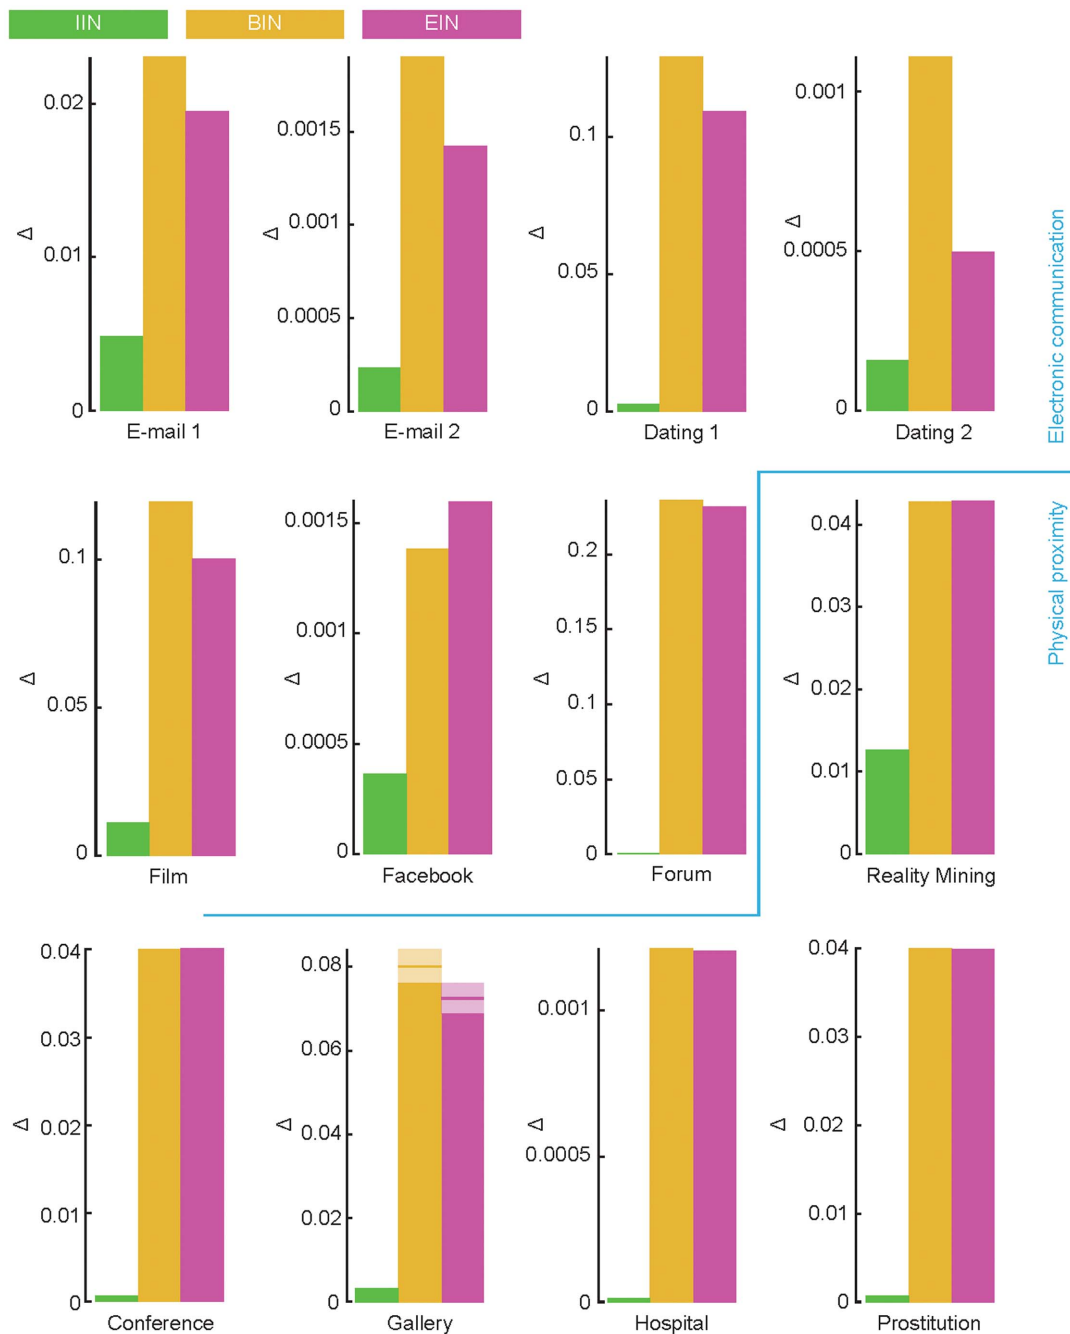 IIN BIN EIN
0.02
0.01
0
Δ
E-mail 1
0.0015
0.001
0.0005
0
Δ
E-mail 2
0.1
0.05
0
Δ
Dating 1
0.001
0.0005
0
Δ
Dating 2
Electronic communication
0.1
0.05
0
Δ
Film
0.0015
0.001
0.0005
0
Δ
Facebook
0.2
0.15
0.1
0.05
0
Δ
Forum
0.04
0.03
0.02
0.01
0
Δ
Reality Mining
Physical proximity
0.04
0.03
0.02
0.01
0
Δ
Conference
0.08
0.06
0.04
0.02
0
Δ
Gallery
0.001
0.0005
0
Δ
Hospital
0.04
0.03
0.02
0.01
0
Δ
Prostitution